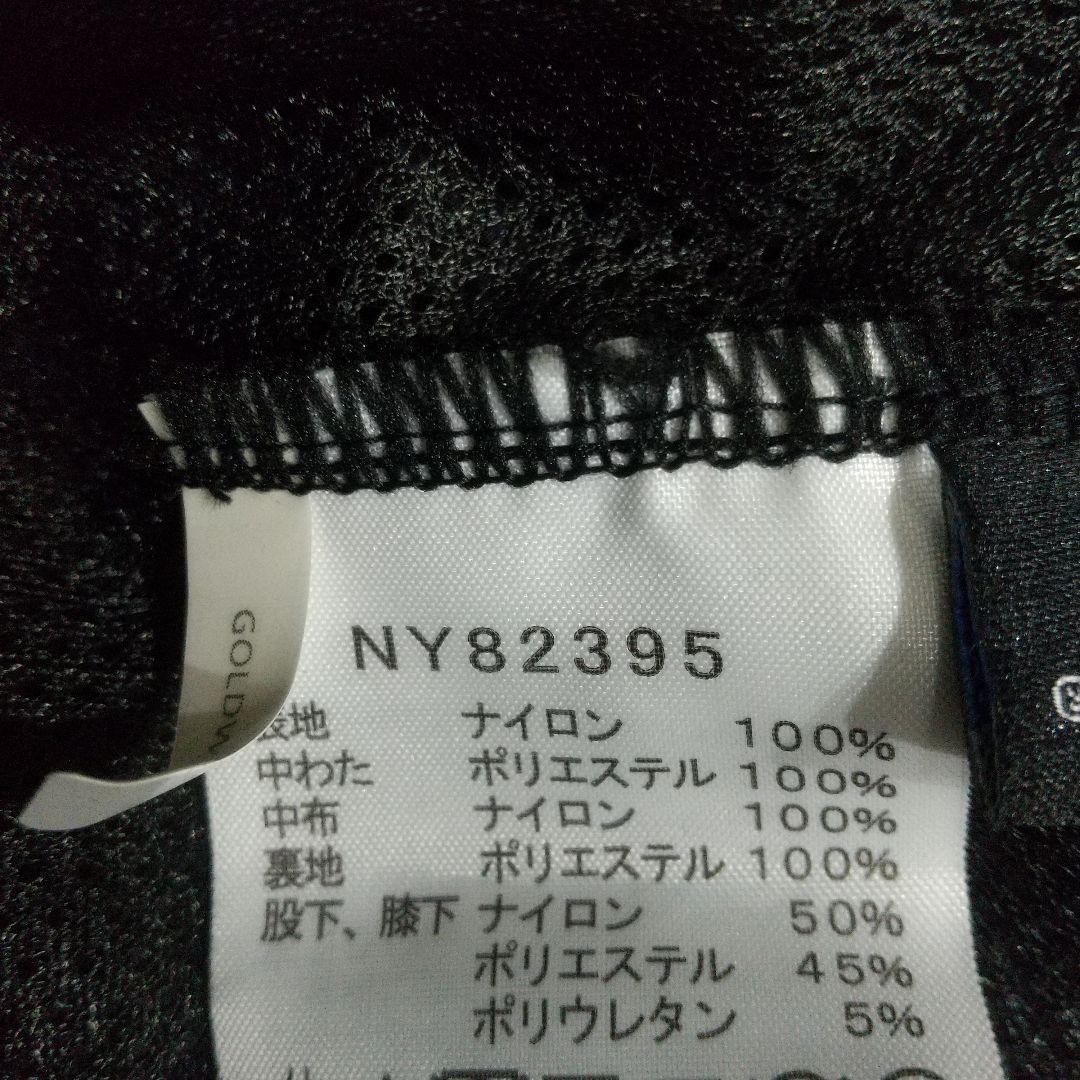 GOLDW
NY82395
表地 ナイロン 100%
中わた ポリエステル 100%
中布 ナイロン 100%
裏地 ポリエステル 100%
股下、膝下 ナイロン 50%
ポリエステル 45%
ポリウレタン 5%